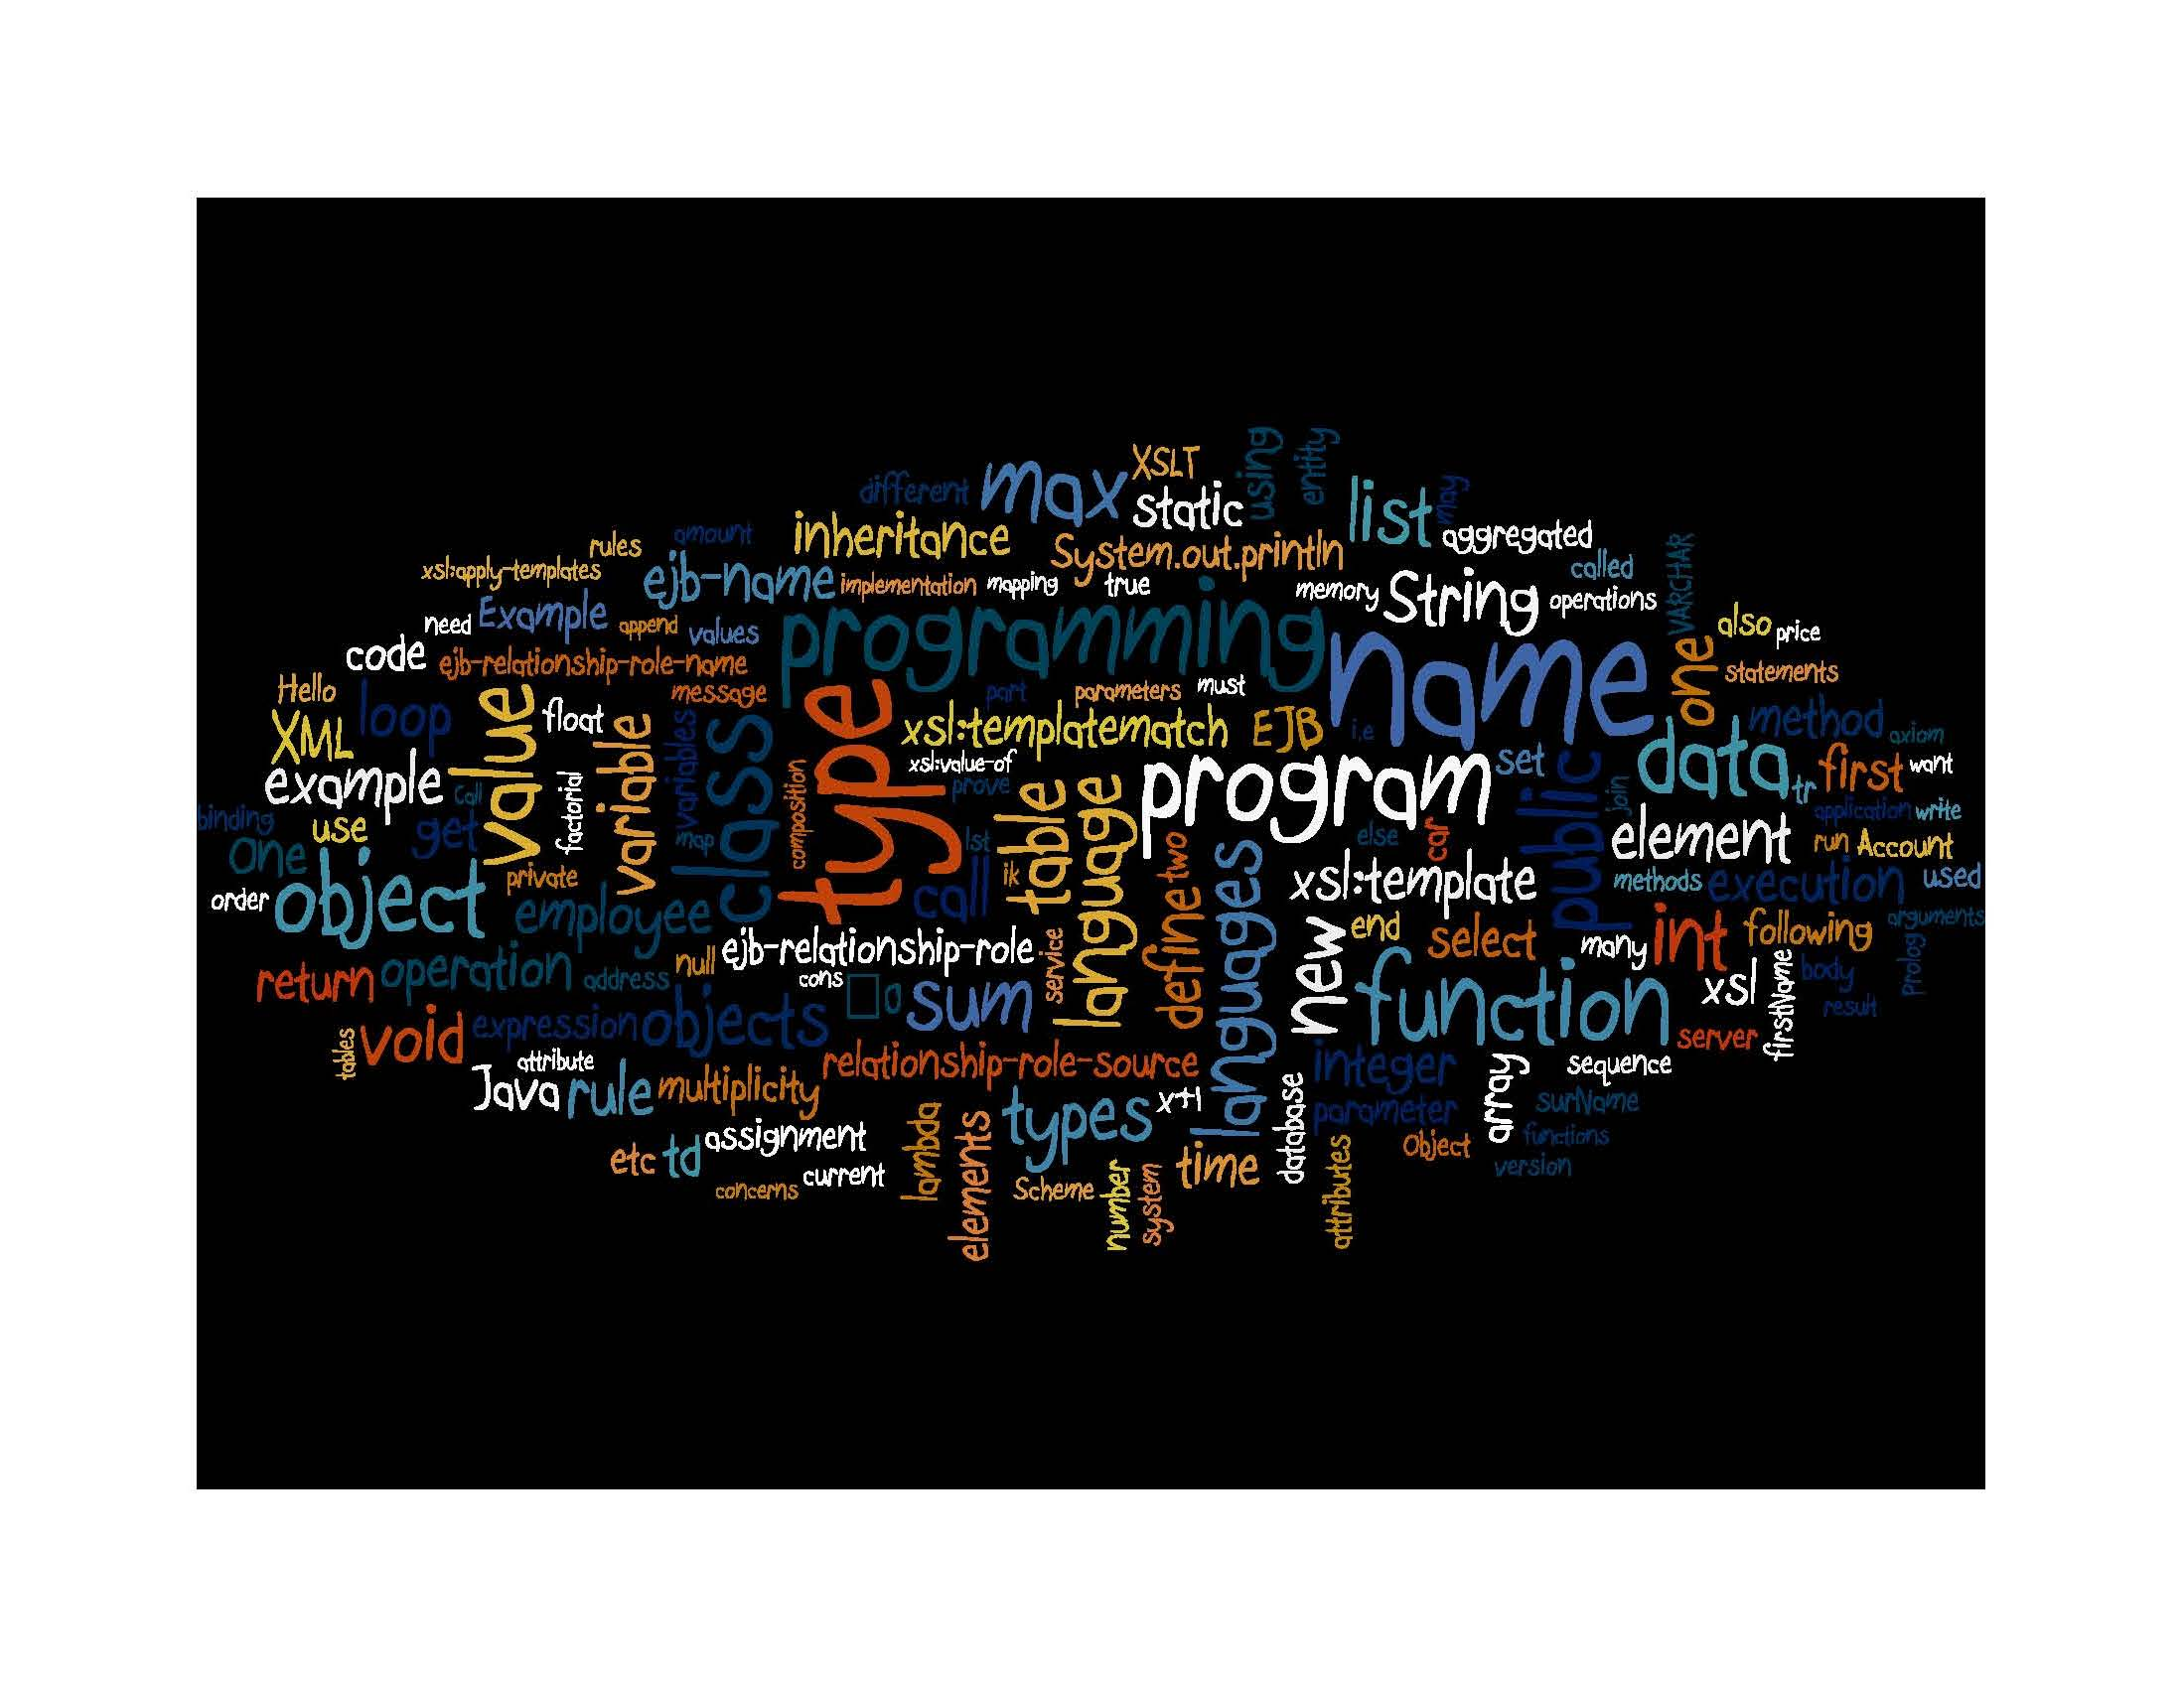 XSLT
using
entity
different
max
static
list
may
rules
amount
inheritance
System.out.println
aggregated
VARCHAR
xsl:apply-templates
ejb-name
implementation
mapping
true
memory
String
operations
called
need
Example
append
values
programming
name
one
also
price
code
ejb-relationship-role-name
statements
Hello
loop
value
float
variable
message
variables
class
type
part
parameters
must
XML
xsl:templatematch
EJB
i,e
data
method
axiom
example
Call
factorial
composition
xsl:value-of
prove
table
language
program
set
public
join
tr
first
want
binding
use
get
map
lst
two
else
car
element
application
write
One
object
private
call
ik
define
languages
xsl:template
methods
execution
run
Account
used
order
employee
new
end
select
many
int
following
arguments
return
operation
address
null
ejb-relationship-role
cons
service
function
xsl
firstName
body
Prolog
tables
void
expression
objects
o
sum
server
result
attribute
Java
rule
multiplicity
relationship-role-source
integer
array
sequence
types
x+1
database
parameter
surName
etc
td
assignment
lambda
elements
time
attributes
Object
functions
concerns
current
Scheme
number
system
version